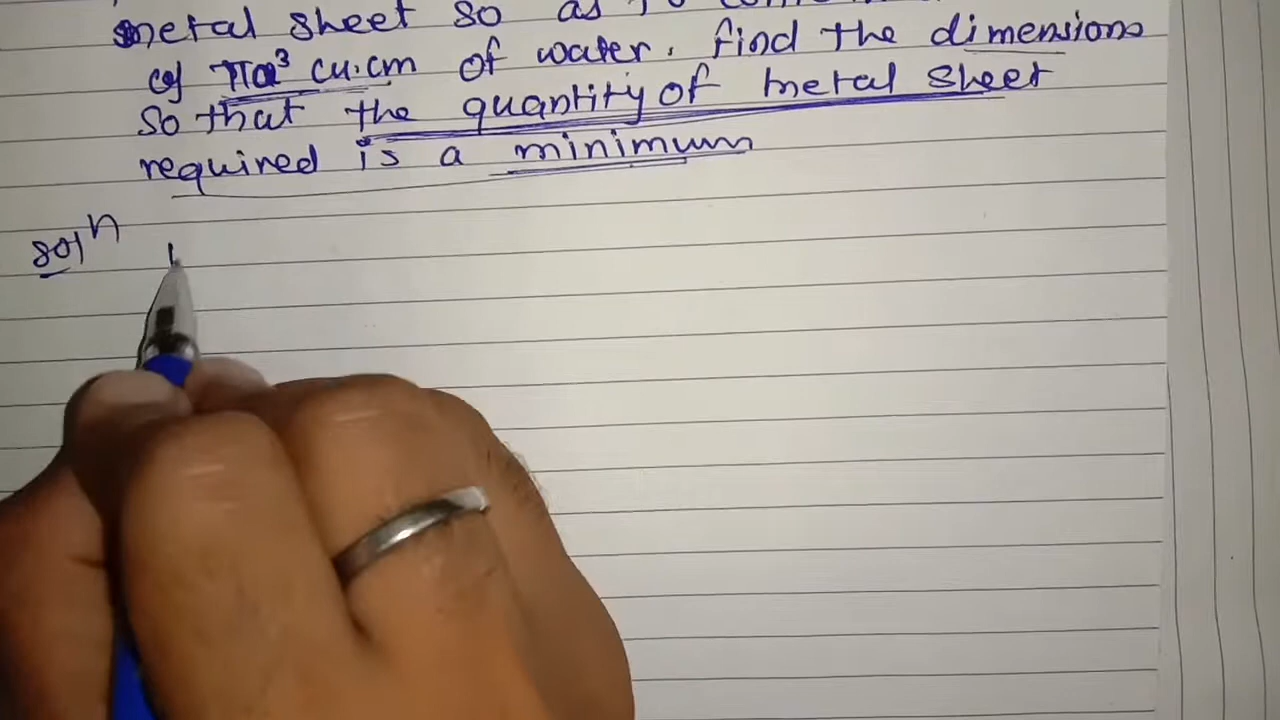 metal sheet so as
of πa³ cu.cm of water. find the dimensions
So that the quantity of metal sheet
required is a minimum
solⁿ